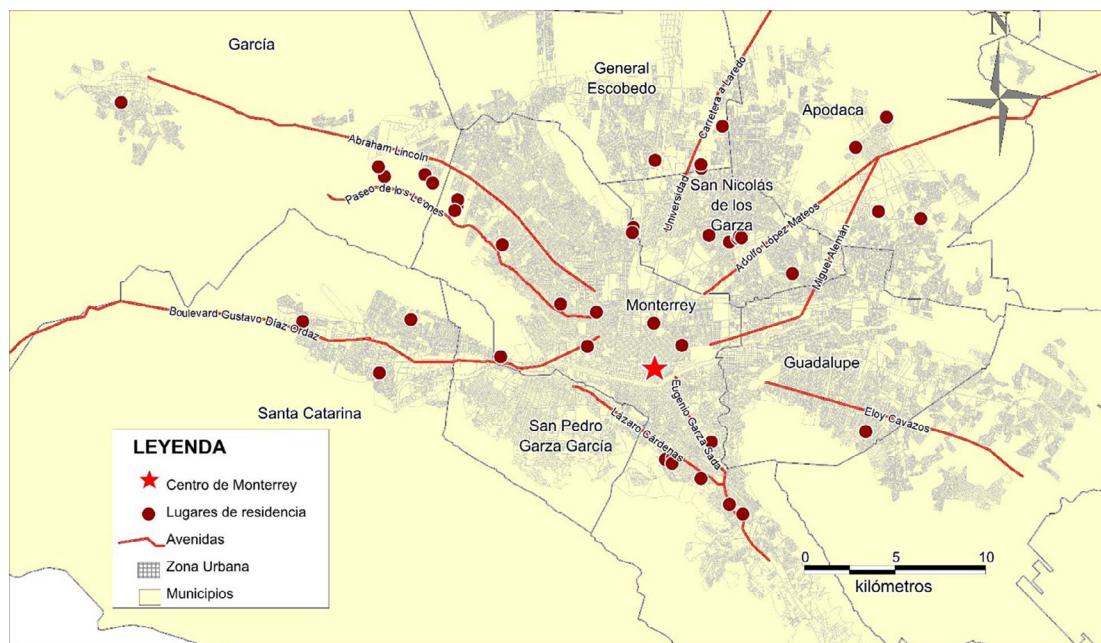 García
General
Escobedo
N
Apodaca
Carretera a Laredo
Abraham Lincoln
Universidad
San Nicolás
de los
Garza
Paseo de los Leones
Adolfo López Mateos
Miguel Alemán
Monterrey
Boulevard Gustavo Díaz Ordaz
Guadalupe
Eugenio Garza Sada
Eloy Cavazos
Lázaro Cárdenas
Santa Catarina
San Pedro
Garza García
LEYENDA
Centro de Monterrey
Lugares de residencia
Avenidas
Zona Urbana
Municipios
0 5 10
kilómetros